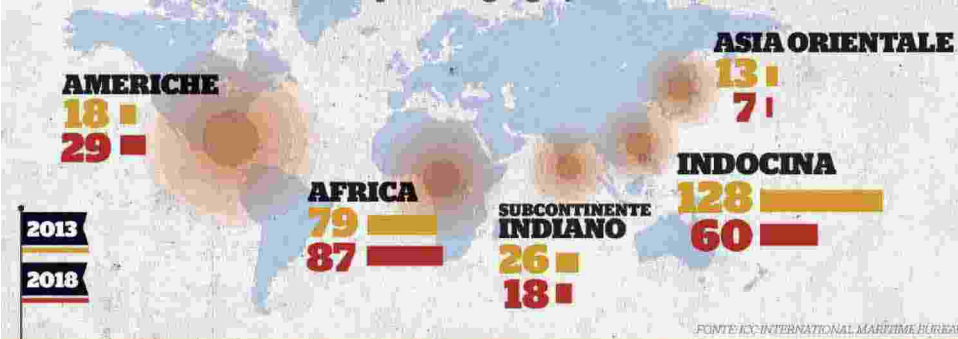 ASIA ORIENTALE
13
7
AMERICHE
18
29
AFRICA
79
87
SUBCONTINENTE
INDIANO
26
18
INDOCINA
128
60
2013
2018
FONTE: ICC-INTERNATIONAL MARITIME BUREAU